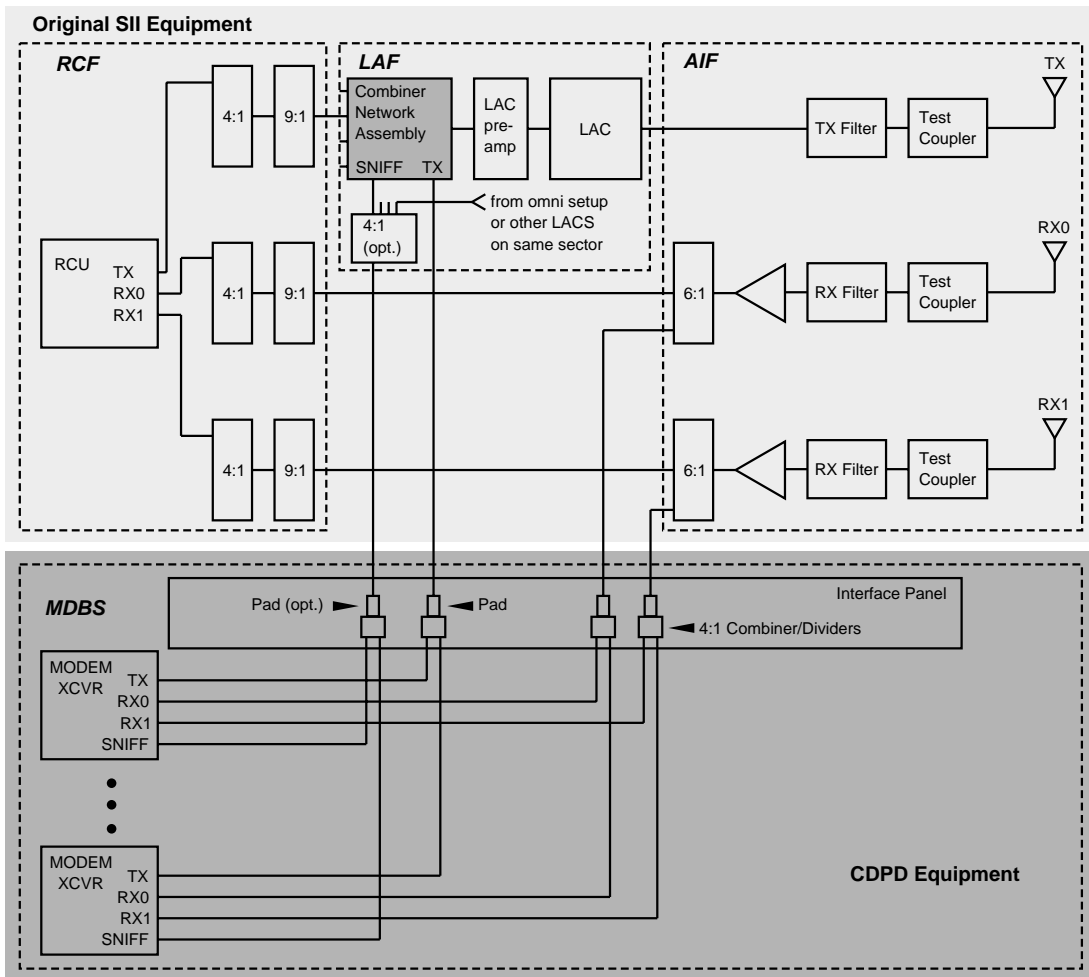 Original SII Equipment
RCF
LAF
AIF
4:1
9:1
Combiner
Network
Assembly
SNIFF TX
LAC
pre-
amp
LAC
TX Filter
Test
Coupler
TX
4:1
(opt.)
from omni setup
or other LACS
on same sector
RCU
TX
RX0
RX1
4:1
9:1
6:1
RX Filter
Test
Coupler
RX0
4:1
9:1
6:1
RX Filter
Test
Coupler
RX1
MDBS
Interface Panel
Pad (opt.)
Pad
4:1 Combiner/Dividers
MODEM
XCVR
TX
RX0
RX1
SNIFF
MODEM
XCVR
TX
RX0
RX1
SNIFF
CDPD Equipment